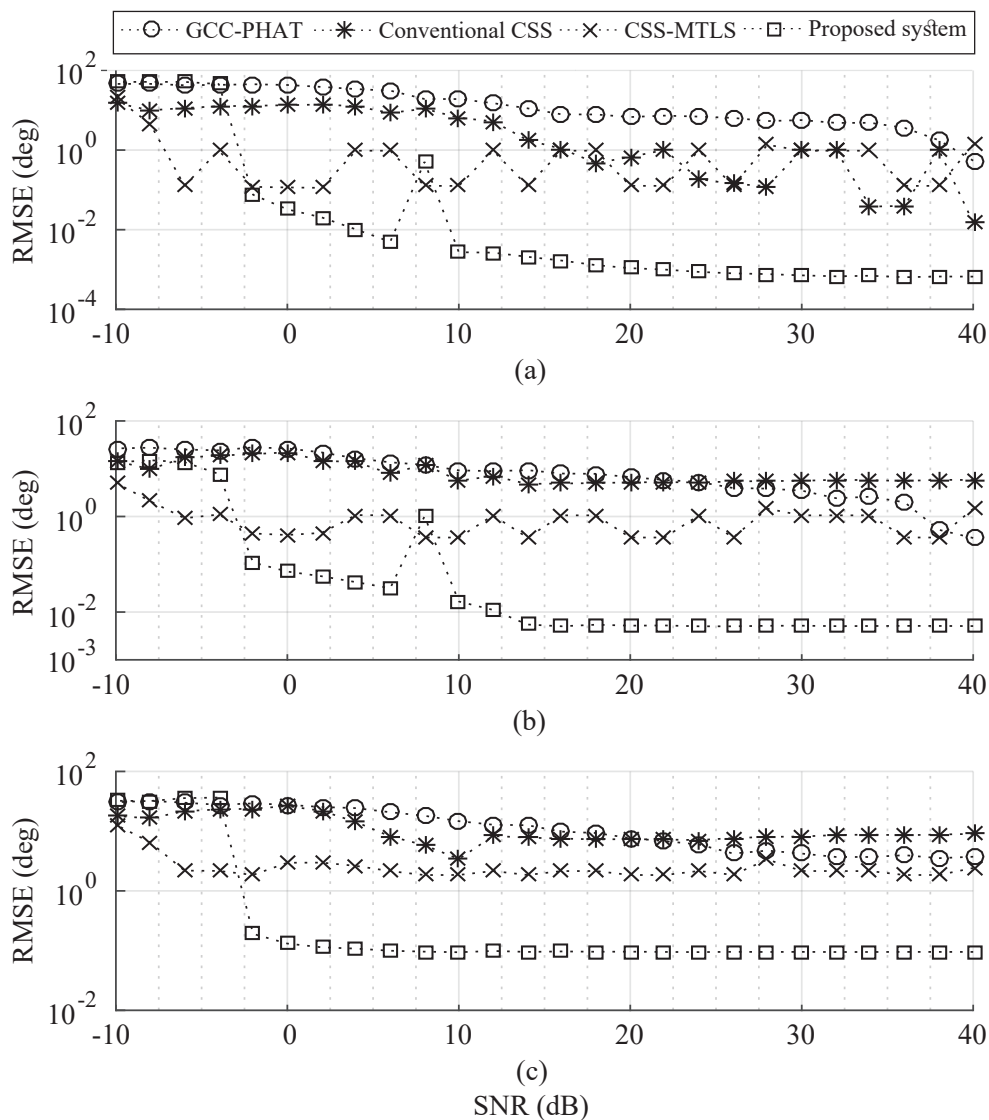 GCC-PHAT Conventional CSS CSS-MTLS Proposed system
10^2
10^0
10^-2
10^-4
RMSE (deg)
-10 0 10 20 30 40
(a)
10^2
10^0
10^-2
10^-3
RMSE (deg)
-10 0 10 20 30 40
(b)
10^2
10^0
10^-2
RMSE (deg)
-10 0 10 20 30 40
(c)
SNR (dB)